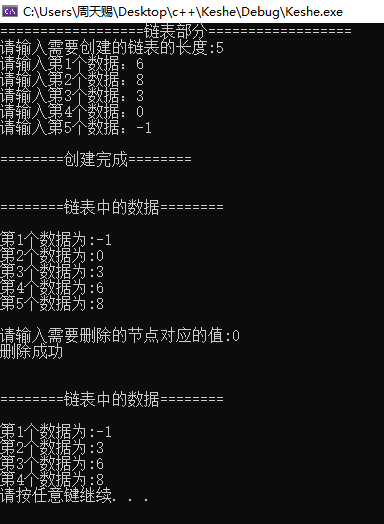 C:\Users\周天赐\Desktop\c++\Keshe\Debug\Keshe.exe
==================链表部分==================
请输入需要创建的链表的长度:5
请输入第1个数据: 6
请输入第2个数据: 8
请输入第3个数据: 3
请输入第4个数据: 0
请输入第5个数据: -1
========创建完成========
========链表中的数据========
第1个数据为:-1
第2个数据为:0
第3个数据为:3
第4个数据为:6
第5个数据为:8
请输入需要删除的节点对应的值:0
删除成功
========链表中的数据========
第1个数据为:-1
第2个数据为:3
第3个数据为:6
第4个数据为:8
请按任意键继续. . .